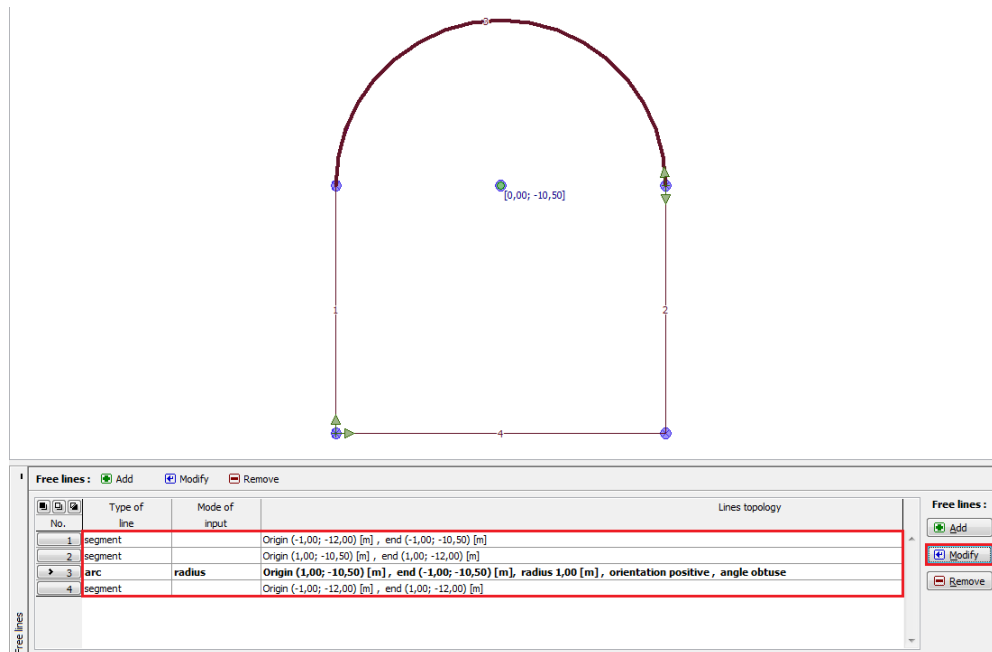 3
[0,00; -10,50]
1
2
4
Free lines : Add Modify Remove
No. Type of line Mode of input Lines topology
1 segment Origin (-1,00; -12,00) [m] , end (-1,00; -10,50) [m]
2 segment Origin (1,00; -10,50) [m] , end (1,00; -12,00) [m]
3 arc radius Origin (1,00; -10,50) [m] , end (-1,00; -10,50) [m], radius 1,00 [m] , orientation positive , angle obtuse
4 segment Origin (-1,00; -12,00) [m] , end (1,00; -12,00) [m]
Free lines :
Add
Modify
Remove
Free lines